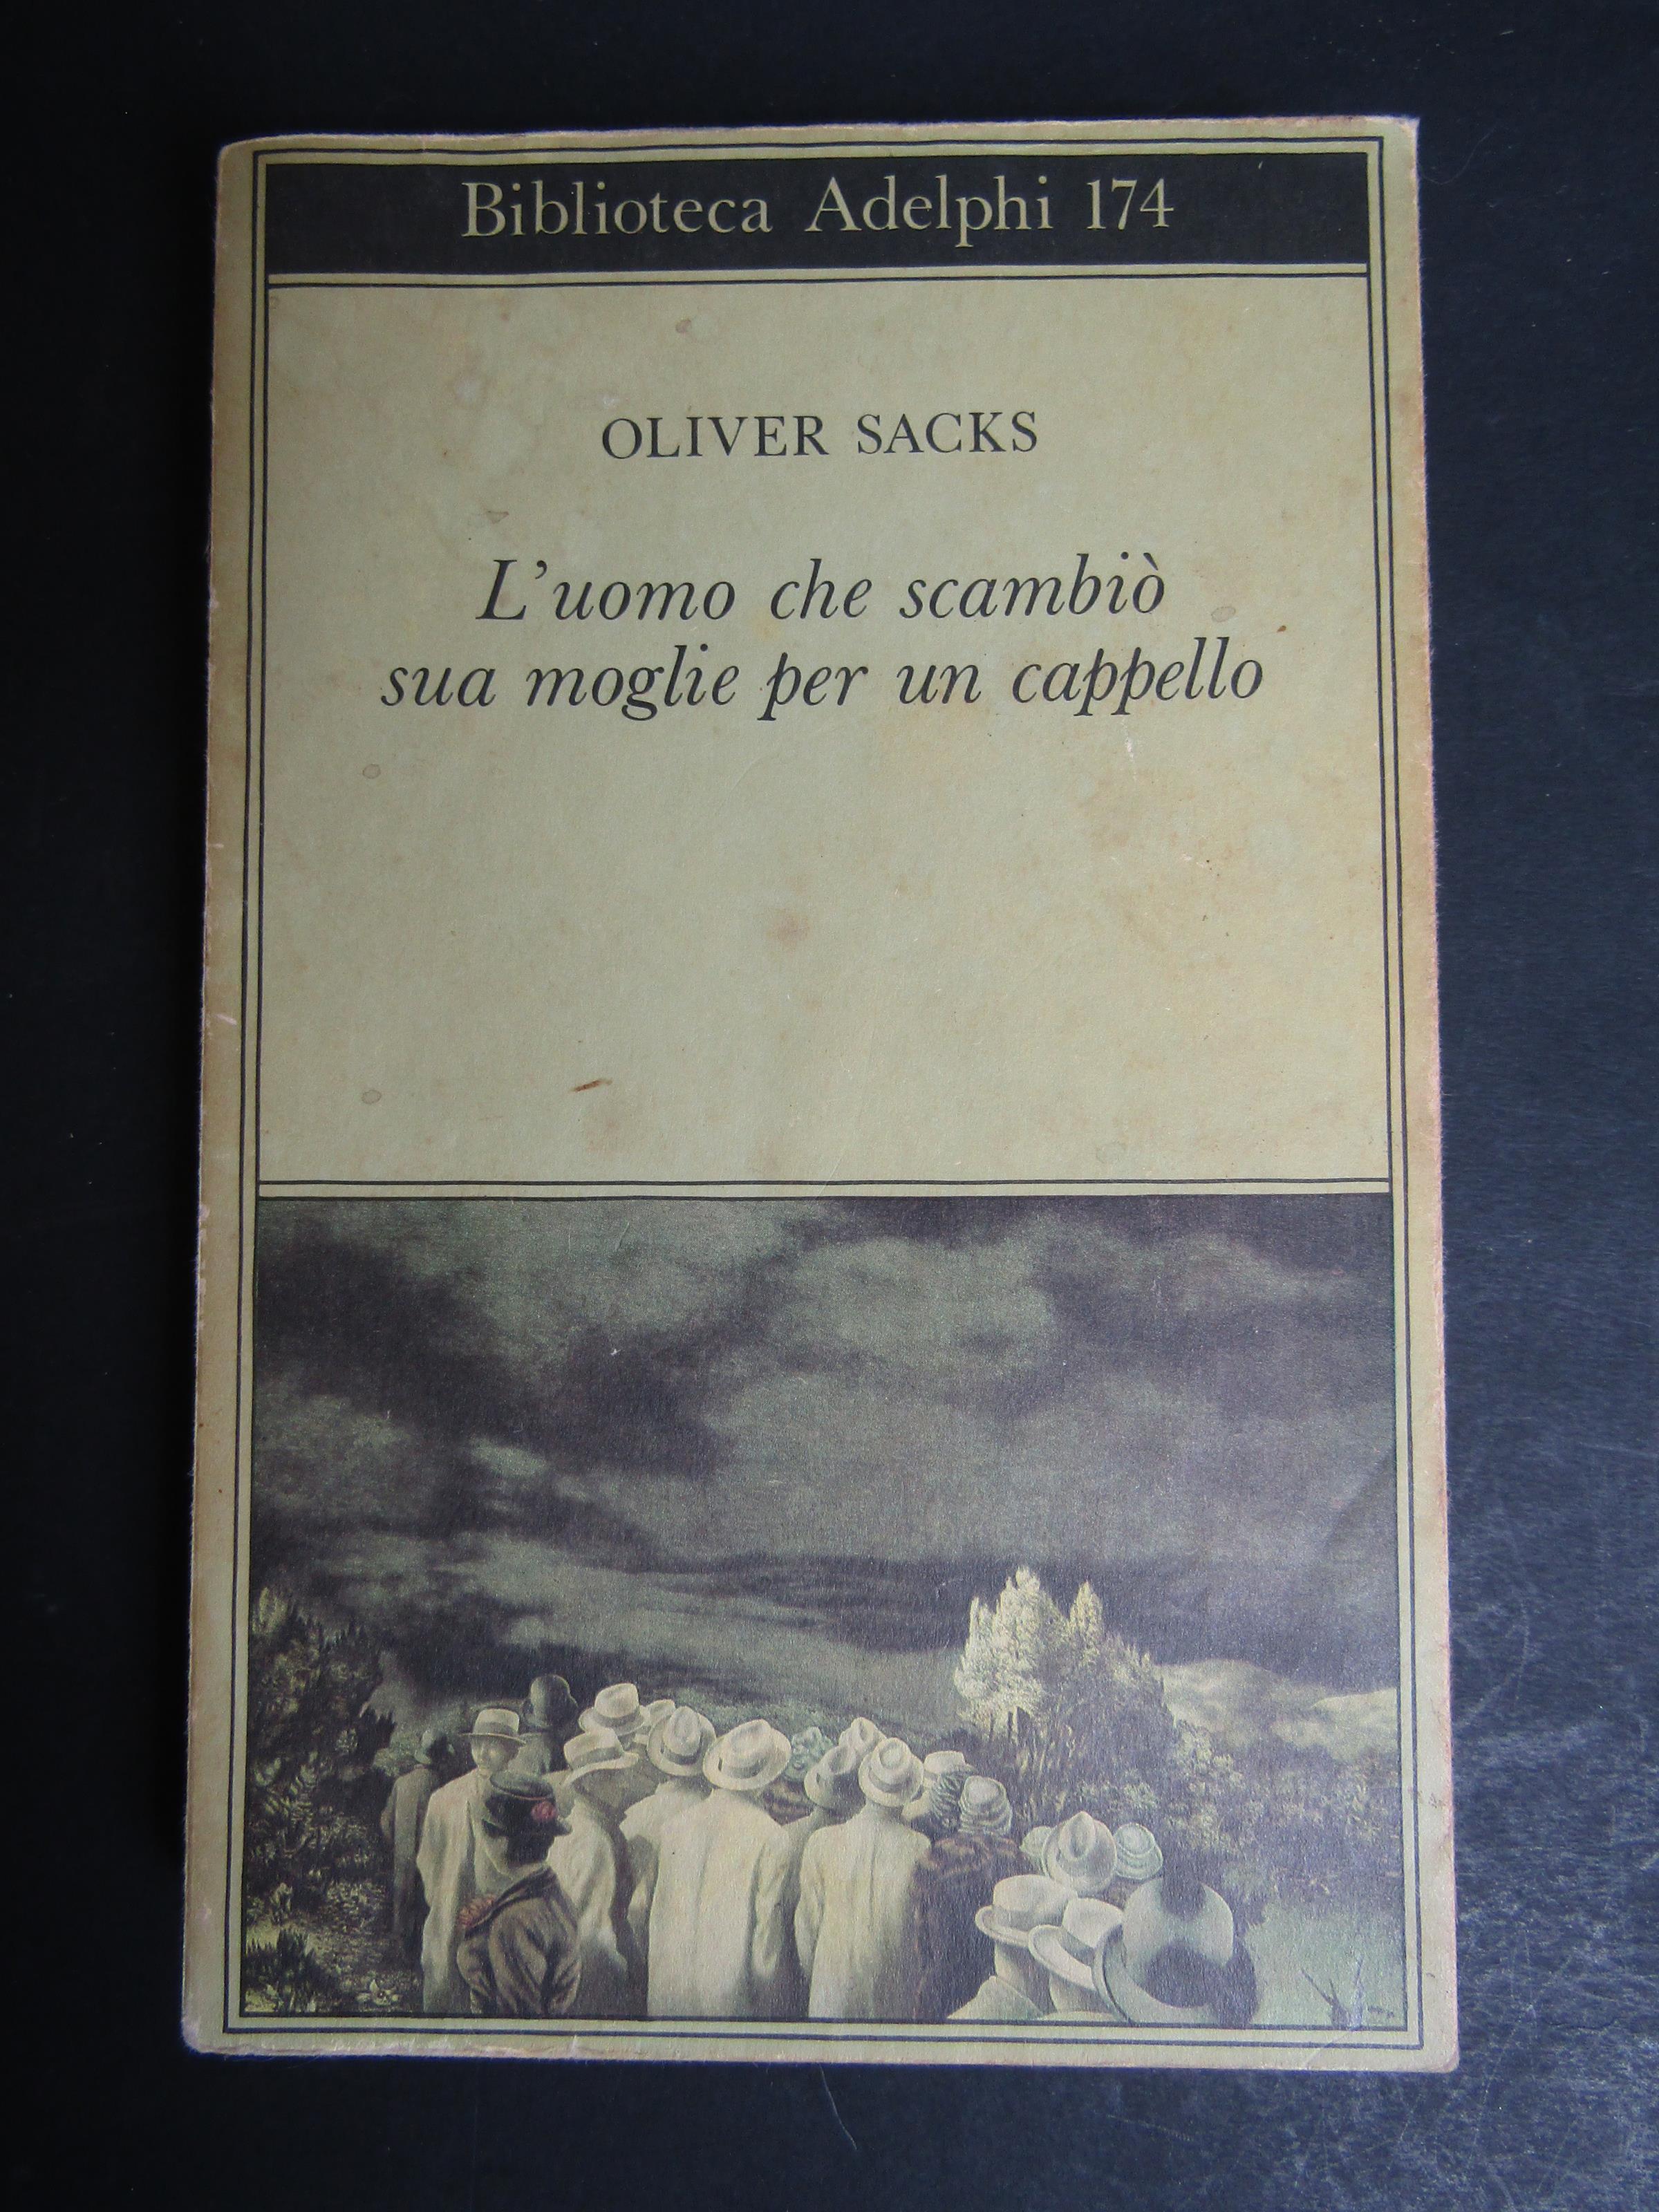 Biblioteca Adelphi 174
OLIVER SACKS
L'uomo che scambiò
sua moglie per un cappello